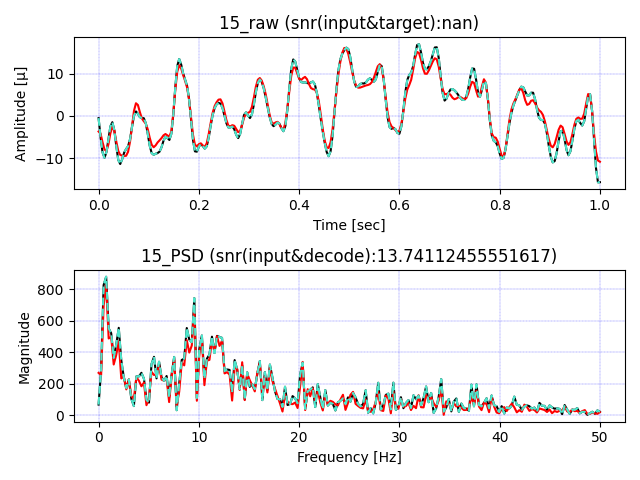 15_raw (snr(input&target):nan)
10
0
−10
Amplitude [µ]
0.0 0.2 0.4 0.6 0.8 1.0
Time [sec]
15_PSD (snr(input&decode):13.74112455551617)
800
600
400
200
0
Magnitude
0 10 20 30 40 50
Frequency [Hz]